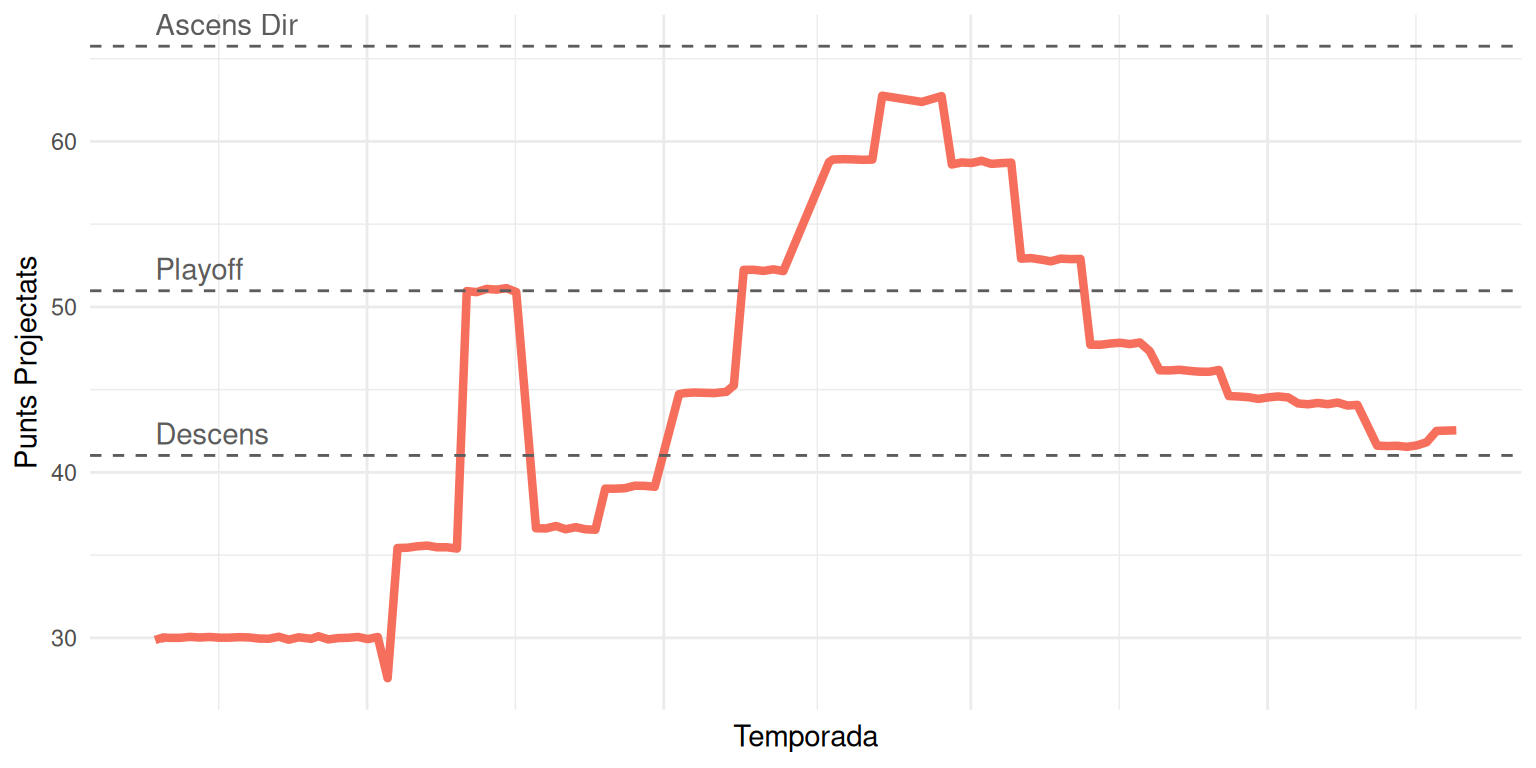 Ascens Dir
60
Playoff
50
Descens
40
30
Punts Projectats
Temporada